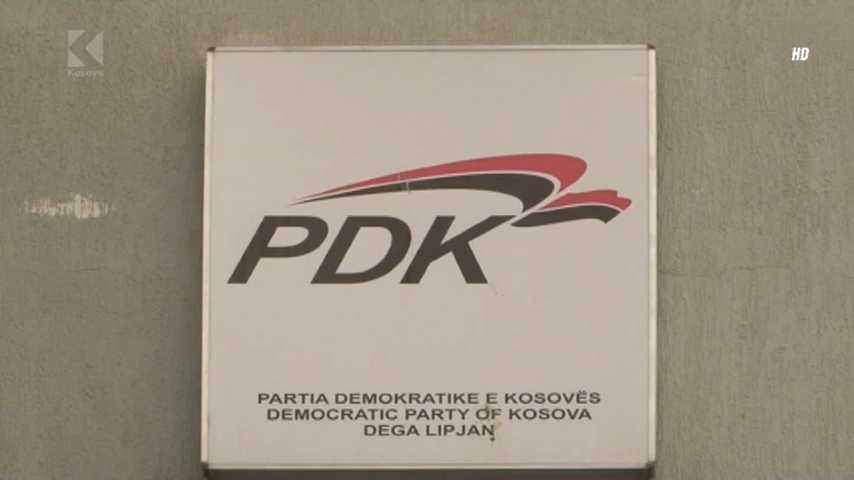 K
Kosova
HD
PDK
PARTIA DEMOKRATIKE E KOSOVËS
DEMOCRATIC PARTY OF KOSOVA
DEGA LIPJAN